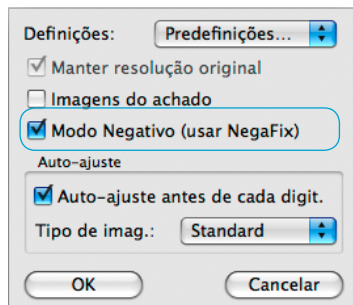 Definições: Predefinições...
Manter resolução original
Imagens do achado
Modo Negativo (usar NegaFix)
Auto-ajuste
Auto-ajuste antes de cada digit.
Tipo de imag.: Standard
OK Cancelar